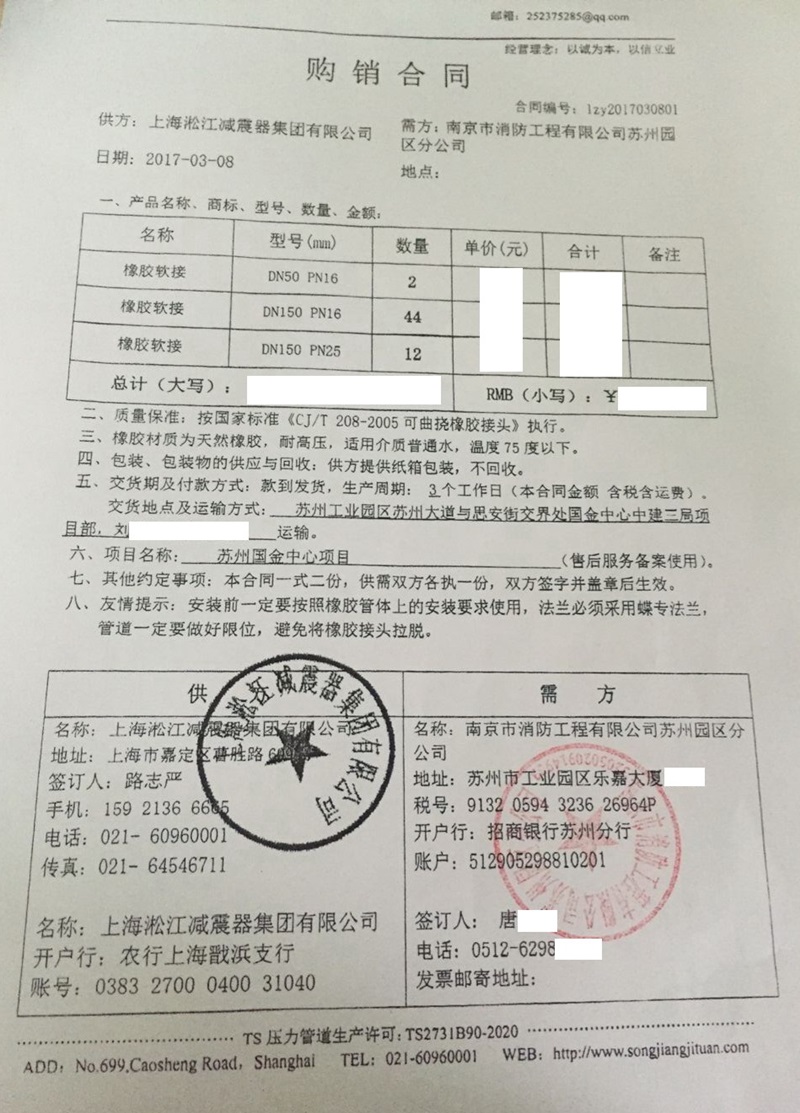 邮箱：252375285@qq.com
经营理念：以诚为本，以信立业
购销合同
合同编号：lzy2017030801
供方：上海淞江减震器集团有限公司
需方：南京市消防工程有限公司苏州园
区分公司
日期：2017-03-08
地点：
一、产品名称、商标、型号、数量、金额：
名称 型号(mm) 数量 单价(元) 合计 备注
橡胶软接 DN50 PN16 2
橡胶软接 DN150 PN16 44
橡胶软接 DN150 PN25 12
总计（大写）： RMB（小写）：￥
二、质量保准：按国家标准《CJ/T 208-2005 可曲挠橡胶接头》执行。
三、橡胶材质为天然橡胶，耐高压，适用介质普通水，温度 75 度以下。
四、包装、包装物的供应与回收：供方提供纸箱包装，不回收。
五、交货期及付款方式：款到发货，生产周期：3个工作日（本合同金额 含税含运费）。
交货地点及运输方式：苏州工业园区苏州大道与思安街交界处国金中心中建三局项
目部，刘 运输。
六、项目名称：苏州国金中心项目（售后服务备案使用）。
七、其他约定事项：本合同一式二份，供需双方各执一份，双方签字并盖章后生效。
八、友情提示：安装前一定要按照橡胶管体上的安装要求使用，法兰必须采用蝶专法兰，
管道一定要做好限位，避免将橡胶接头拉脱。
供
名称：上海淞江减震器集团有限公司
地址：上海市嘉定区曹胜路
签订人：路志严
手机：159 2136 6665
电话：021- 60960001
传真：021- 64546711
名称：上海淞江减震器集团有限公司
开户行：农行上海戬浜支行
账号：0383 2700 0400 31040
淞江减震器集团有限公司
需方
名称：南京市消防工程有限公司苏州园区分
公司
地址：苏州市工业园区乐嘉大厦
税号：9132 0594 3236 26964P
开户行：招商银行苏州分行
账户：512905298810201
签订人：唐
电话：0512-6298
发票邮寄地址：
TS 压力管道生产许可：TS2731B90-2020
ADD：No.699,Caosheng Road，Shanghai TEL：021-60960001 WEB：http://www.songjiangjituan.com